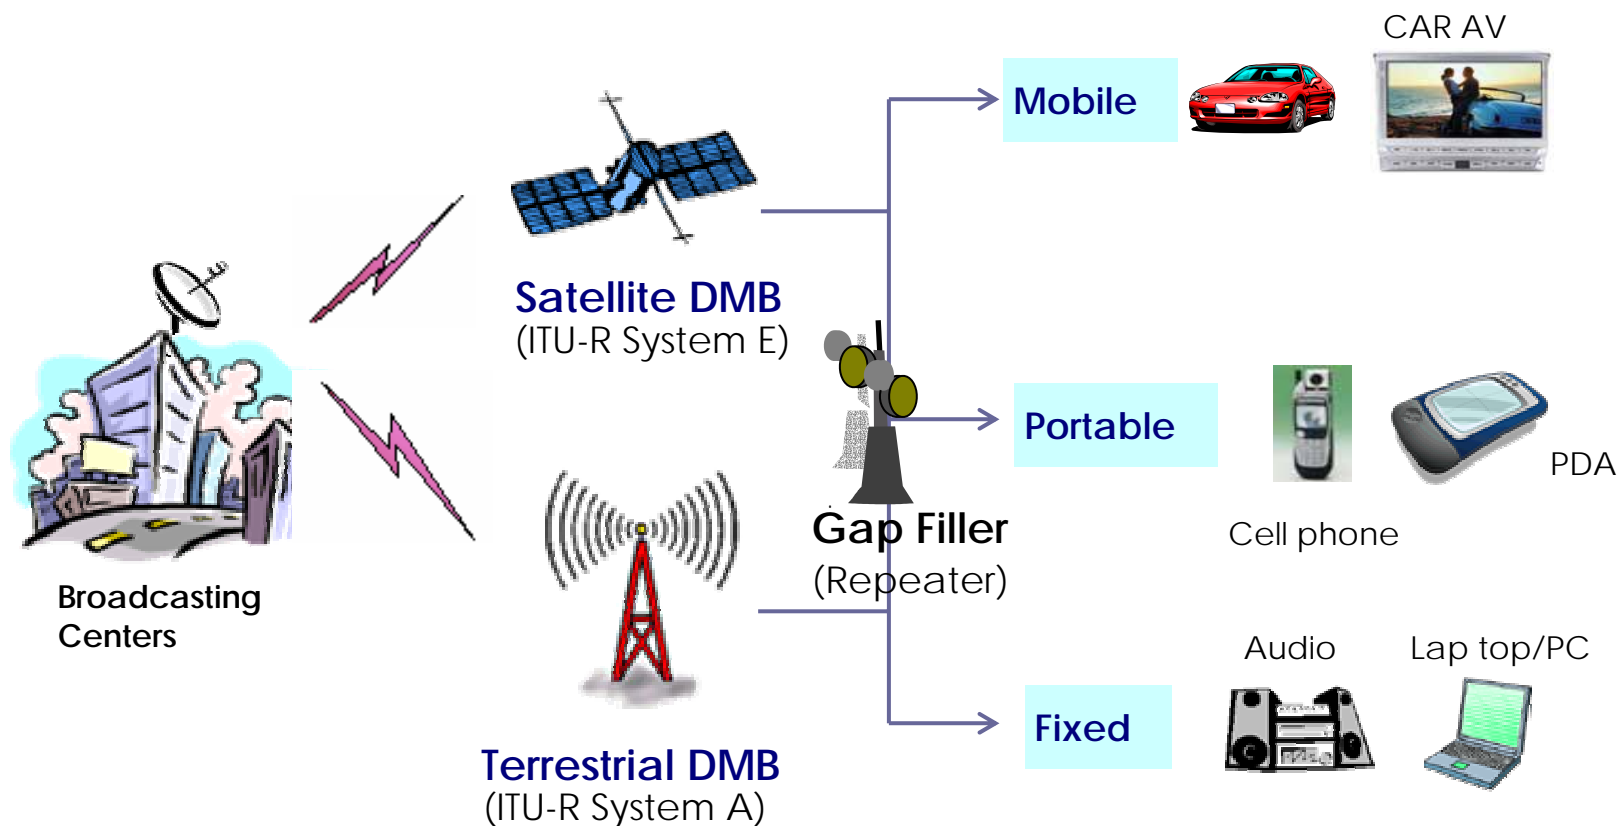 CAR AV
Mobile
Satellite DMB
(ITU-R System E)
Portable
PDA
Gap Filler
(Repeater)
Cell phone
Broadcasting
Centers
Audio
Lap top/PC
Fixed
Terrestrial DMB
(ITU-R System A)